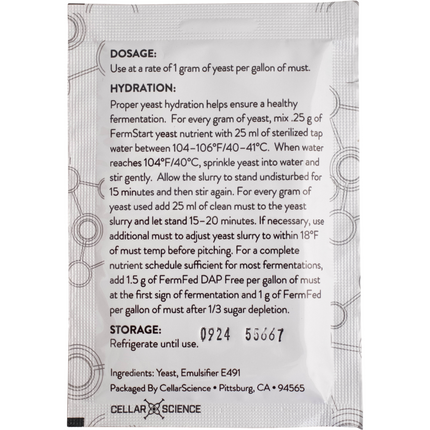 DOSAGE:
Use at a rate of 1 gram of yeast per gallon of must.
HYDRATION:
Proper yeast hydration helps ensure a healthy
fermentation. For every gram of yeast, mix .25 g of
FermStart yeast nutrient with 25 ml of sterilized tap
water between 104–106°F/40–41°C. When water
reaches 104°F/40°C, sprinkle yeast into water and
stir gently. Allow the slurry to stand undisturbed for
15 minutes and then stir again. For every gram of
yeast used add 25 ml of clean must to the yeast
slurry and let stand 15–20 minutes. If necessary, use
additional must to adjust yeast slurry to within 18°F
of must temp before pitching. For a complete
nutrient schedule sufficient for most fermentations,
add 1.5 g of FermFed DAP Free per gallon of must
at the first sign of fermentation and 1 g of FermFed
per gallon of must after 1/3 sugar depletion.
STORAGE:
Refrigerate until use.
0924 55667
Ingredients: Yeast, Emulsifier E491
Packaged By CellarScience • Pittsburg, CA • 94565
CELLAR SCIENCE